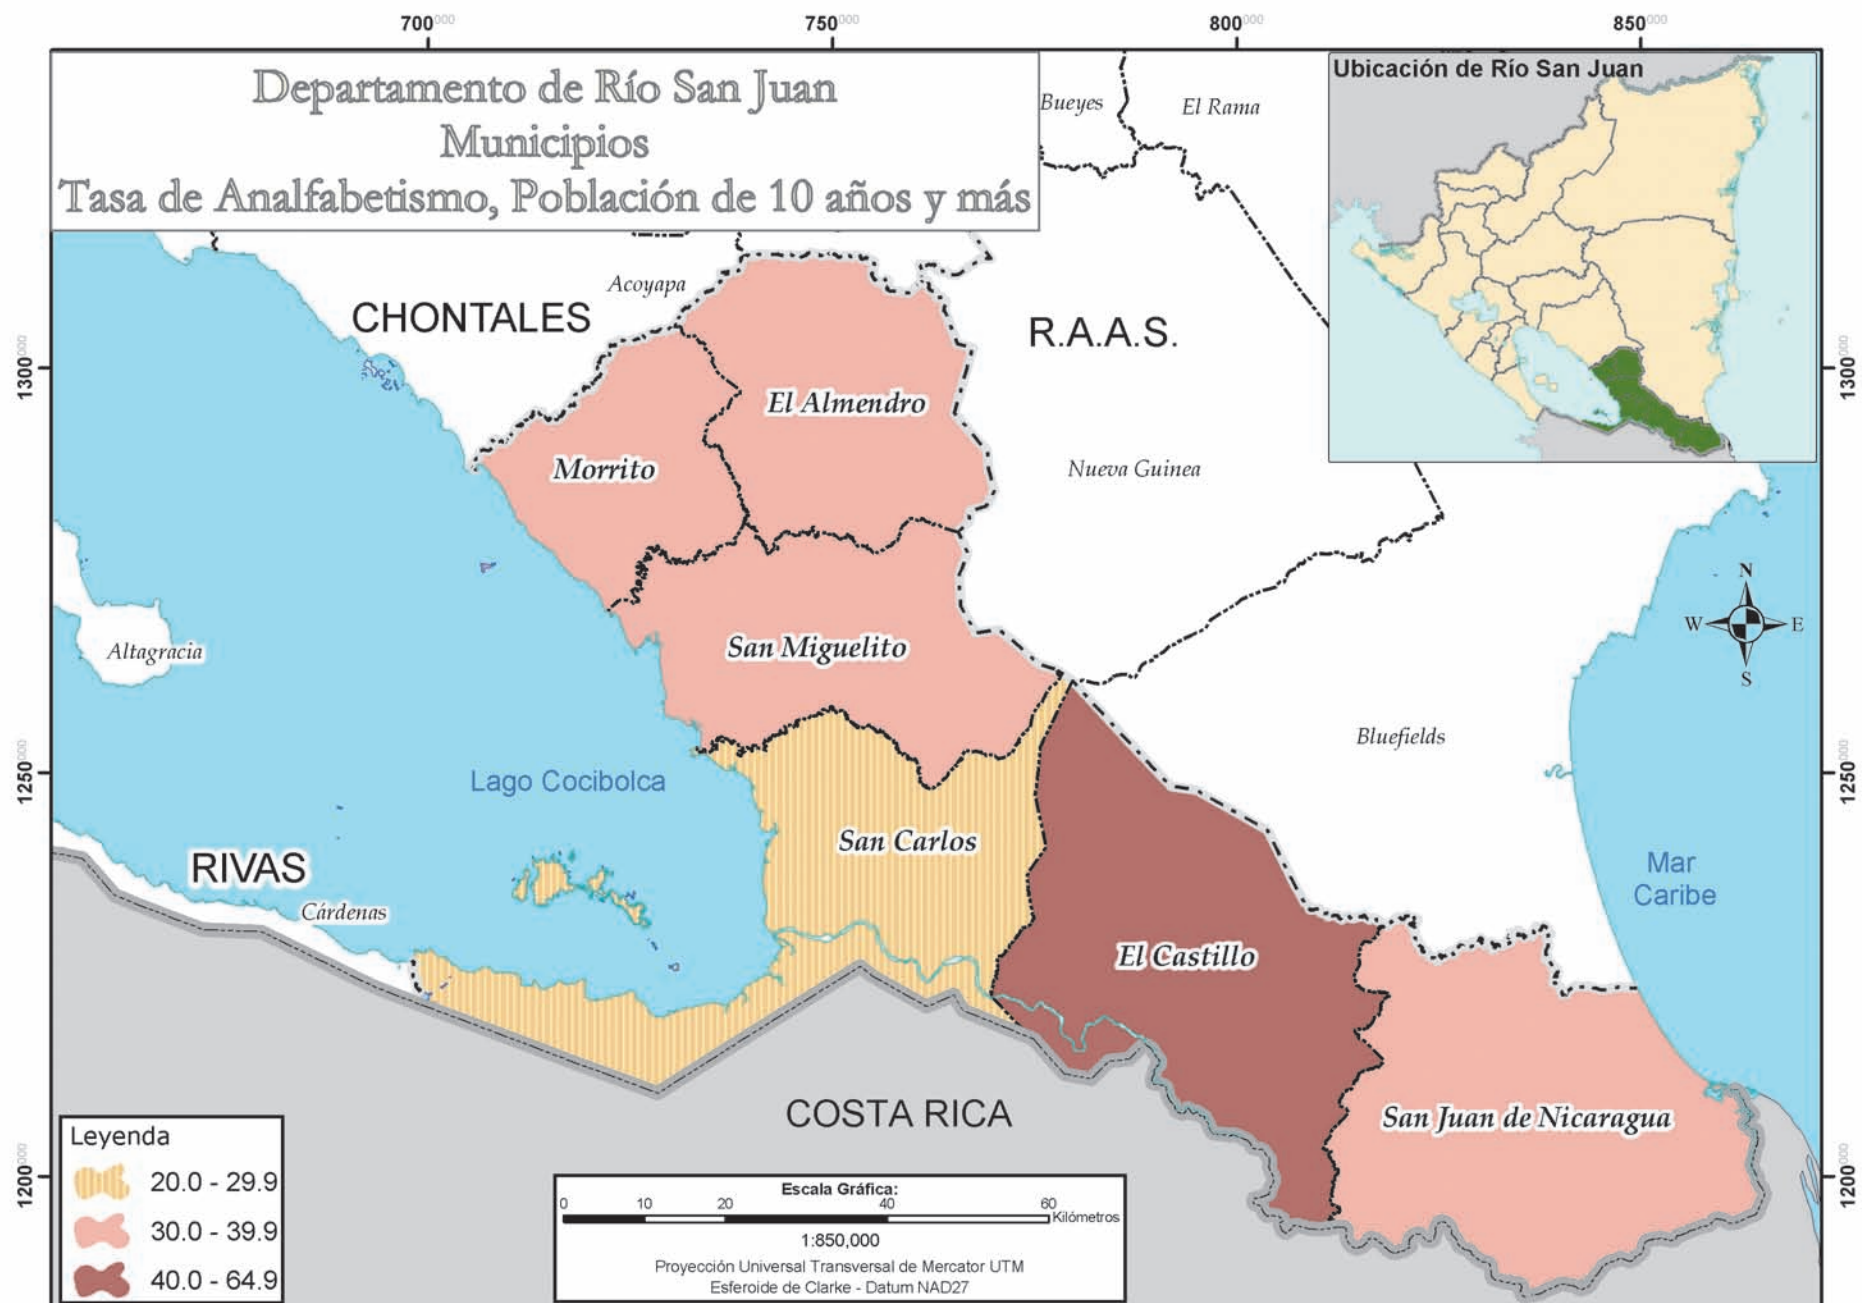 700000
750000
800000
850000
Departamento de Río San Juan
Municipios
Tasa de Analfabetismo, Población de 10 años y más
Bueyes
El Rama
Ubicación de Río San Juan
Acoyapa
CHONTALES
R.A.A.S.
1300000
1300000
El Almendro
Morrito
Nueva Guinea
N
W
E
S
Altagracia
San Miguelito
Bluefields
1250000
1250000
Lago Cocibolca
San Carlos
RIVAS
Cárdenas
Mar
Caribe
El Castillo
COSTA RICA
San Juan de Nicaragua
1200000
1200000
Leyenda
20.0 - 29.9
30.0 - 39.9
40.0 - 64.9
Escala Gráfica:
0 10 20 40 60
Kilómetros
1:850,000
Proyección Universal Transversal de Mercator UTM
Esferoide de Clarke - Datum NAD27